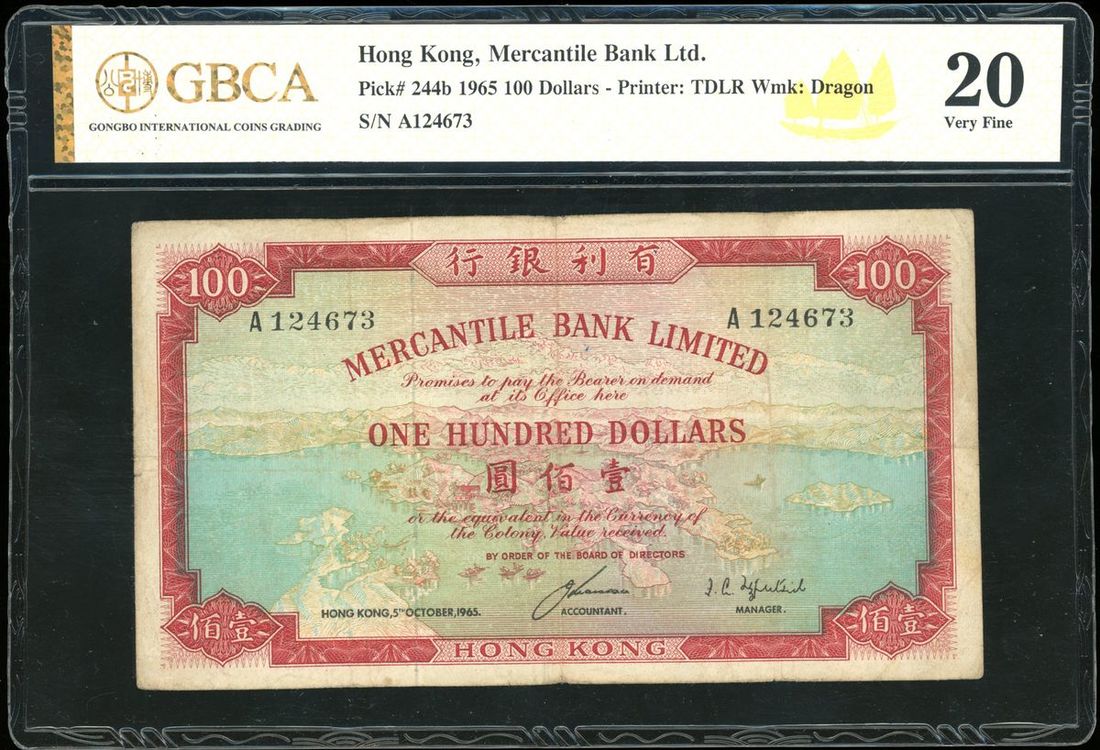 GBCA
GONGBO INTERNATIONAL COINS GRADING
Hong Kong, Mercantile Bank Ltd.
Pick# 244b 1965 100 Dollars - Printer: TDLR Wmk: Dragon
S/N A124673
20
Very Fine
行銀利有
100
100
A 124673
A 124673
MERCANTILE BANK LIMITED
Promises to pay the Bearer on demand
at its Office here
ONE HUNDRED DOLLARS
圓佰壹
or the equivalent in the Currency of
the Colony, Value received.
BY ORDER OF THE BOARD OF DIRECTORS
HONG KONG, 5TH OCTOBER, 1965.
ACCOUNTANT.
MANAGER.
佰壹
佰壹
HONG KONG